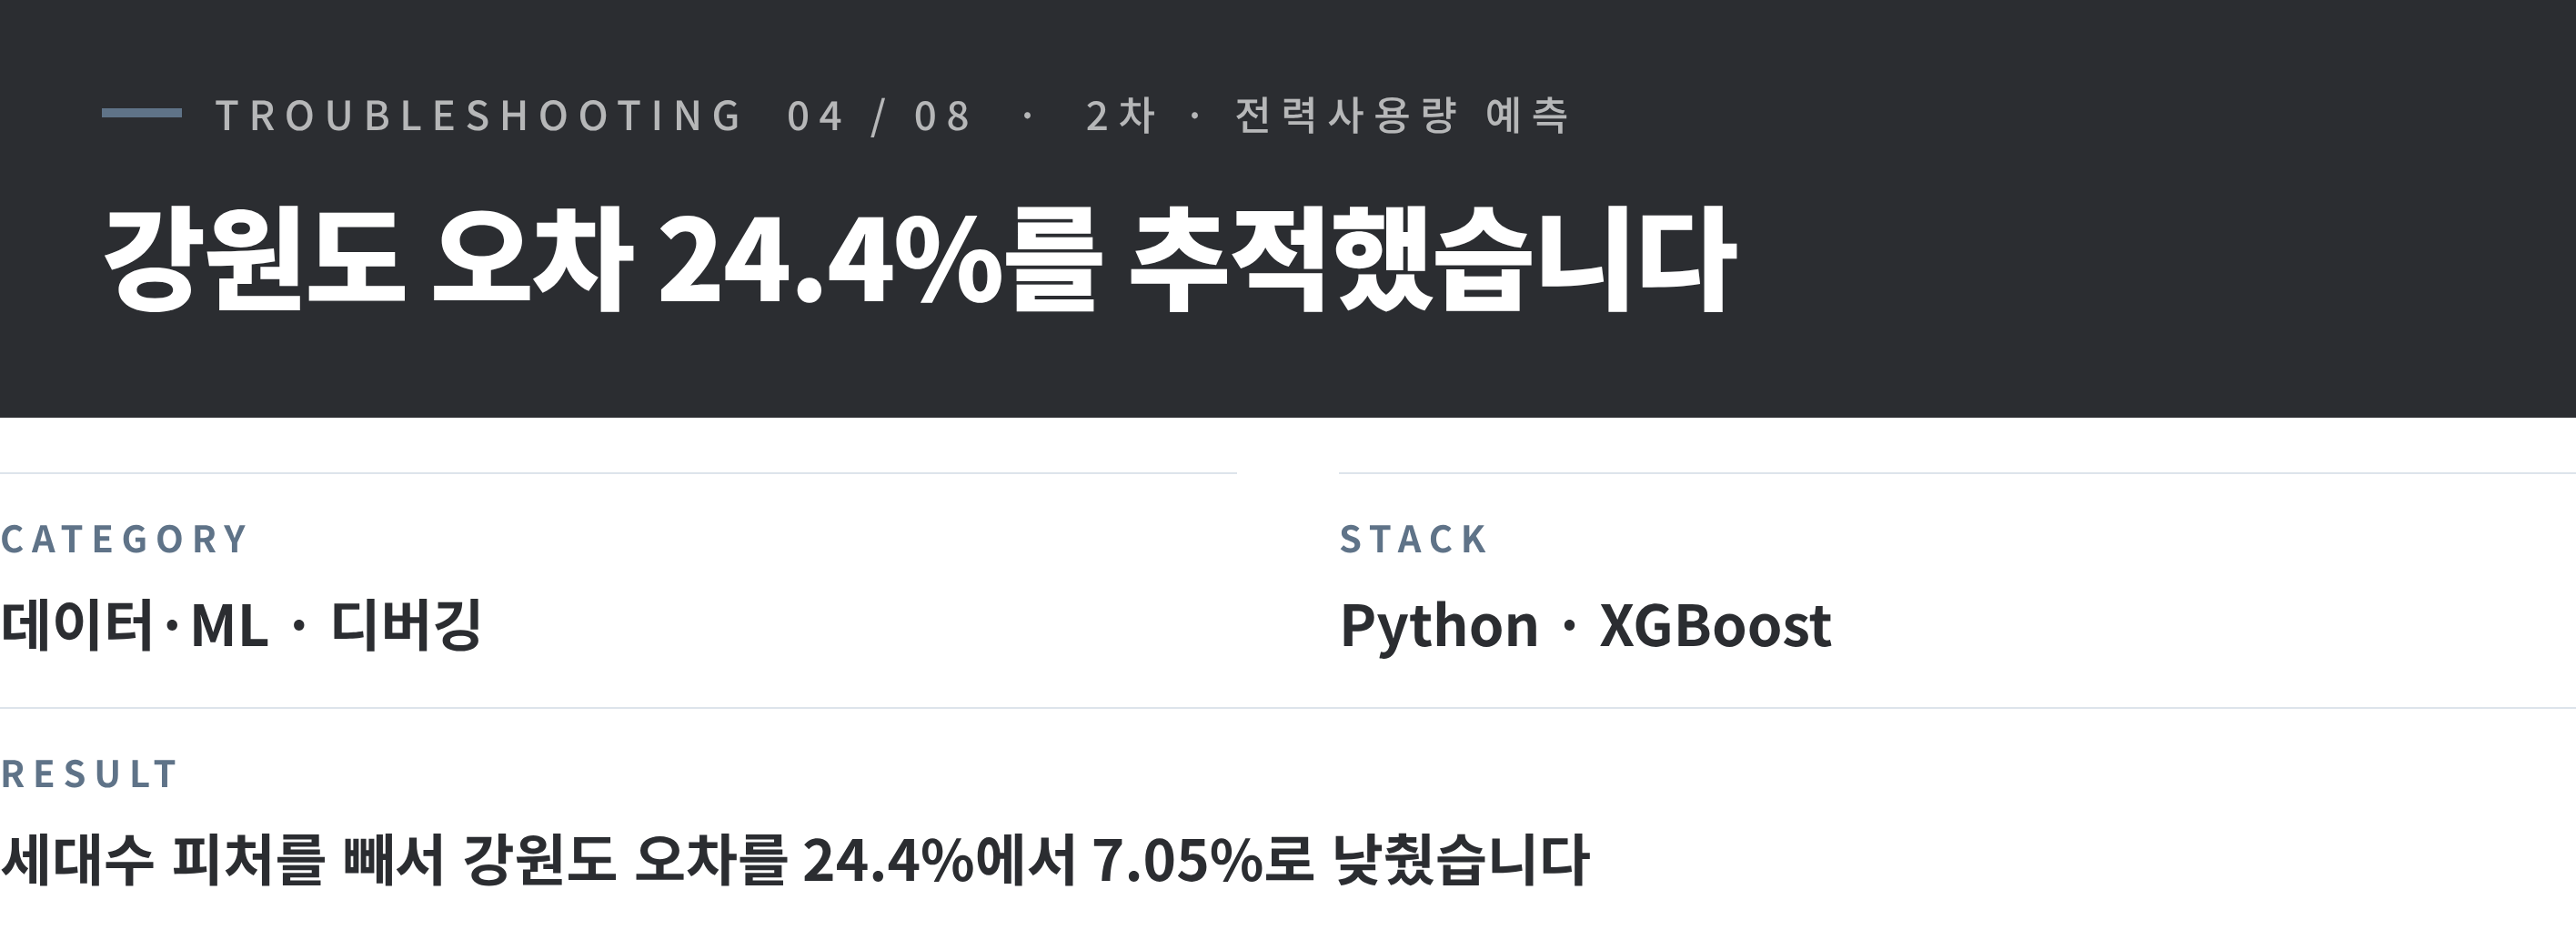 TROUBLESHOOTING 04 / 08 · 2차 · 전력사용량 예측
강원도 오차 24.4%를 추적했습니다
CATEGORY
데이터·ML · 디버깅
STACK
Python · XGBoost
RESULT
세대수 피처를 빼서 강원도 오차를 24.4%에서 7.05%로 낮췄습니다